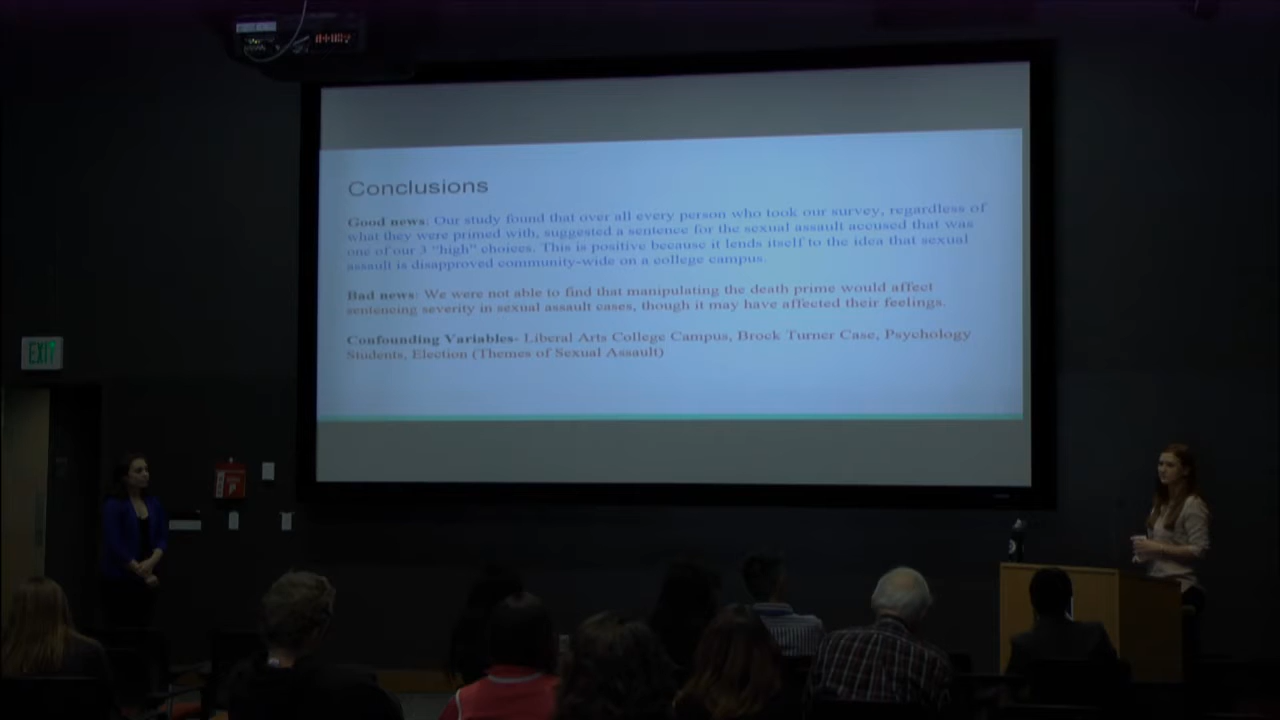 Conclusions
Good news: Our study found that over all every person who took our survey, regardless of
what they were primed with, suggested a sentence for the sexual assault accused that was
one of our 3 "high" choices. This is positive because it lends itself to the idea that sexual
assault is disapproved community-wide on a college campus.
Bad news: We were not able to find that manipulating the death prime would affect
sentencing severity in sexual assault cases, though it may have affected their feelings.
Confounding Variables- Liberal Arts College Campus, Brock Turner Case, Psychology
Students, Election (Themes of Sexual Assault)
EXIT